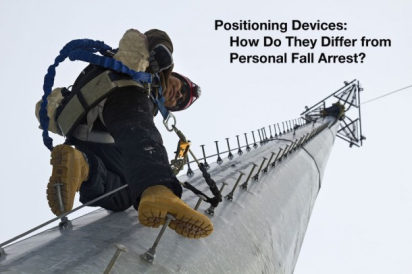 Positioning Devices:
How Do They Differ from
Personal Fall Arrest?